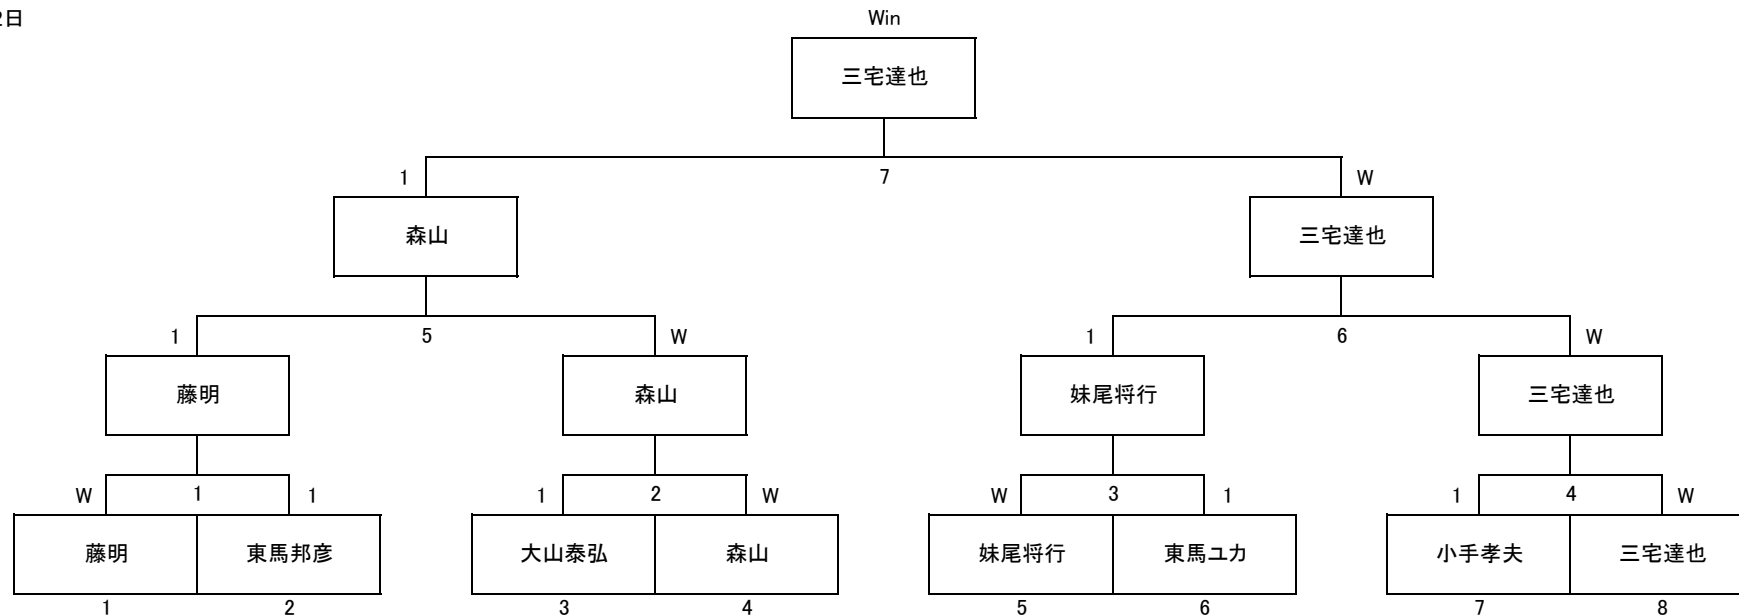 2日
Win
三宅達也
1 7 W
森山 三宅達也
1 5 W 1 6 W
藤明 森山 妹尾将行 三宅達也
W 1 1 1 2 W W 3 1 1 4 W
藤明 東馬邦彦 大山泰弘 森山 妹尾将行 東馬ユカ 小手孝夫 三宅達也
1 2 3 4 5 6 7 8